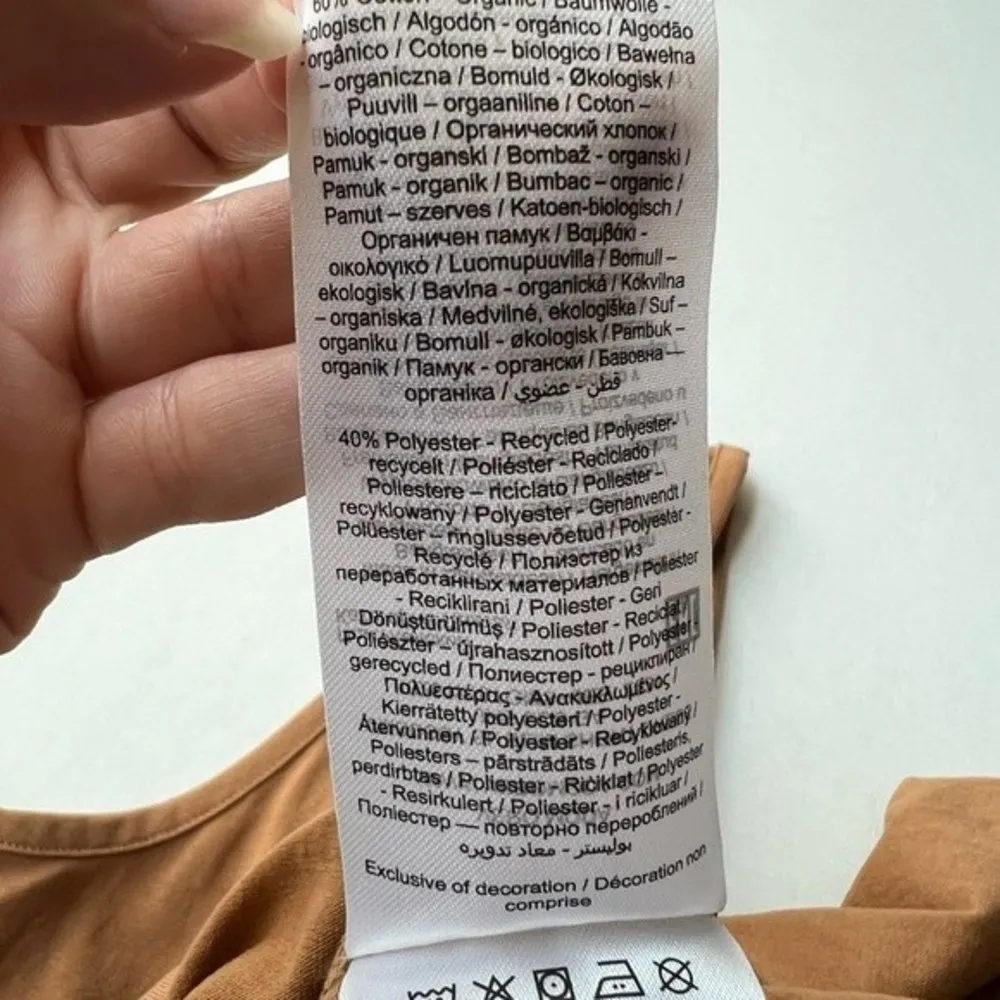 60% Cotton - Organic / Baumwolle -
biologisch / Algodón - orgánico / Algodão
- orgânico / Cotone – biologico / Bawełna
– organiczna / Bomuld - Økologisk /
Puuvill – orgaaniline / Coton –
biologique / Органический хлопок /
Pamuk - organski / Bombaž - organski /
Pamuk - organik / Bumbac – organic /
Pamut – szerves / Katoen-biologisch /
Органичен памук / Βαμβάκι -
οικολογικό / Luomupuuvilla / Bomull –
ekologisk / Bavlna - organická / Kokvilna
– organiska / Medvilnė, ekologiška / Suf –
organiku / Bomull - økologisk / Pambuk –
organik / Памук - органски / Бавовна —
органіка / قطن - عضوي
40% Polyester - Recycled / Polyester-
recycelt / Poliéster - Reciclado /
Poliestere – riciclato / Poliester –
recyklowany / Polyester - Genanvendt /
Polüester – ringlussevõetud / Polyester -
Recyclé / Полиэстер из
переработанных материалов / Poliester
- Reciklirani / Poliester - Geri
Dönüştürülmüş / Poliester - Reciclat /
Poliészter – újrahasznosított / Polyester -
gerecycled / Полиестер - рециклиран /
Πολυεστέρας - Ανακυκλωμένος /
Kierrätetty polyesteri / Polyester -
Återvunnen / Polyester - Recyklovaný /
Poliesters – pārstrādāts / Poliesteris,
perdirbtas / Poliester - Riciklat / Polyester
- Resirkulert / Poliester - i ricikluar /
Поліестер — повторно перероблений /
بوليستر - معاد تدويره
Exclusive of decoration / Décoration non
comprise